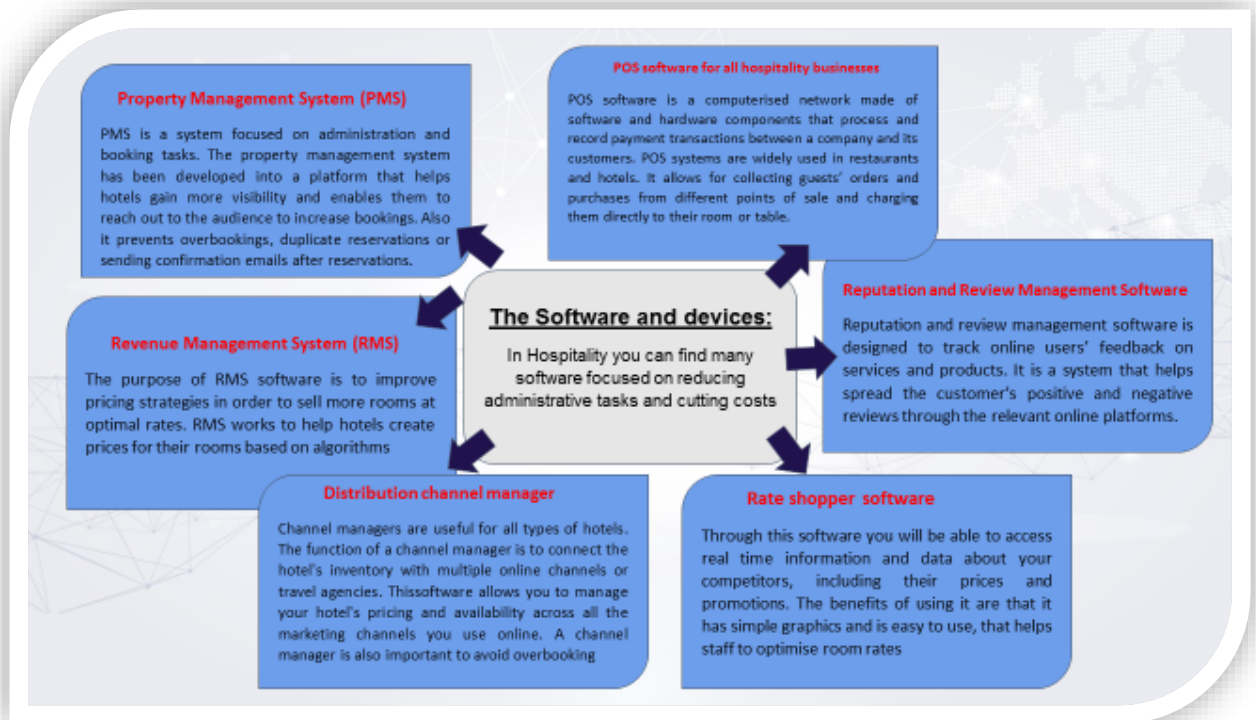 Property Management System (PMS)
PMS is a system focused on administration and
booking tasks. The property management system
has been developed into a platform that helps
hotels gain more visibility and enables them to
reach out to the audience to increase bookings. Also
it prevents overbookings, duplicate reservations or
sending confirmation emails after reservations.
POS software for all hospitality businesses
POS software is a computerised network made of
software and hardware components that process and
record payment transactions between a company and its
customers. POS systems are widely used in restaurants
and hotels. It allows for collecting guests' orders and
purchases from different points of sale and charging
them directly to their room or table.
The Software and devices:
In Hospitality you can find many
software focused on reducing
administrative tasks and cutting costs
Revenue Management System (RMS)
The purpose of RMS software is to improve
pricing strategies in order to sell more rooms at
optimal rates. RMS works to help hotels create
prices for their rooms based on algorithms
Reputation and Review Management Software
Reputation and review management software is
designed to track online users' feedback on
services and products. It is a system that helps
spread the customer's positive and negative
reviews through the relevant online platforms.
Distribution channel manager
Channel managers are useful for all types of hotels.
The function of a channel manager is to connect the
hotel's inventory with multiple online channels or
travel agencies. Thissoftware allows you to manage
your hotel's pricing and availability across all the
marketing channels you use online. A channel
manager is also important to avoid overbooking
Rate shopper software
Through this software you will be able to access
real time information and data about your
competitors, including their prices and
promotions. The benefits of using it are that it
has simple graphics and is easy to use, that helps
staff to optimise room rates